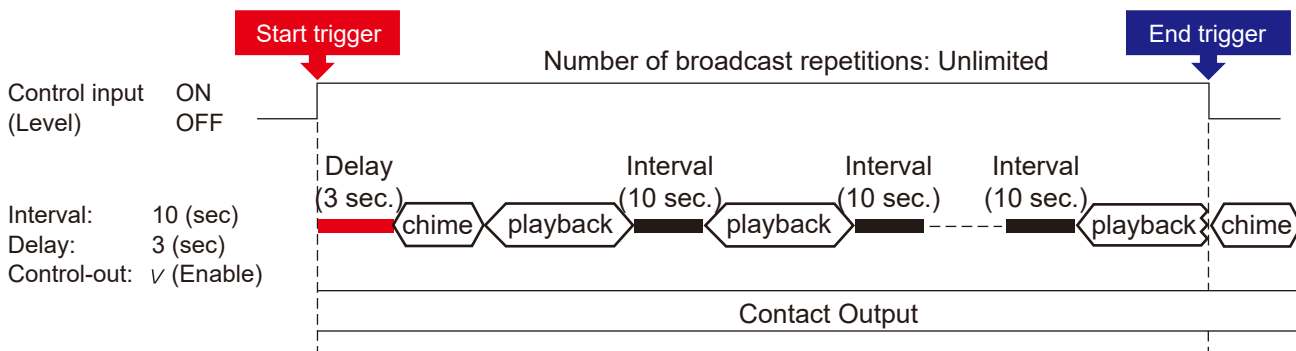 Start trigger
End trigger
Number of broadcast repetitions: Unlimited
Control input ON
(Level) OFF
Delay
(3 sec.)
Interval
(10 sec.)
Interval
(10 sec.)
Interval
(10 sec.)
Interval: 10 (sec)
Delay: 3 (sec)
Control-out: ✓ (Enable)
chime
playback
playback
playback
chime
Contact Output